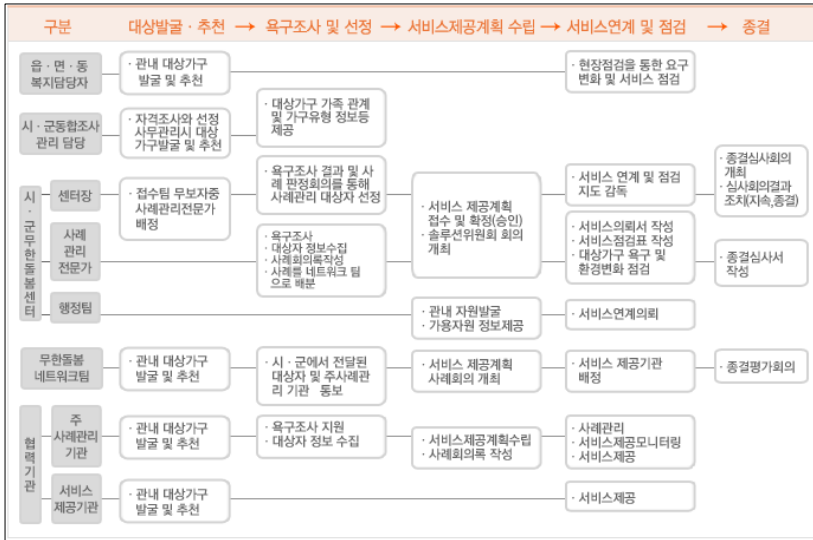 구분 대상발굴 · 추천 → 욕구조사 및 선정 → 서비스제공계획 수립 → 서비스연계 및 점검 → 종결
읍 · 면 · 동
복지담당자
· 관내 대상가구
발굴 및 추천
· 현장점검을 통한 요구
변화 및 서비스 점검
시 · 군통합조사
관리 담당
· 자격조사와 선정
사무관리시 대상
가구발굴 및 추천
· 대상가구 가족 관계
및 가구유형 정보등
제공
시 · 군무한돌봄센터
센터장
· 접수팀 무보자중
사례관리전문가
배정
· 욕구조사 결과 및 사
례 판정회의를 통해
사례관리 대상자 선정
· 서비스 제공계획
접수 및 확정(승인)
· 솔루션위원회 회의
개최
· 서비스 연계 및 점검
지도 감독
· 종결심사회의
개최
· 심사회의결과
조치(지속,종결)
사례
관리
전문가
· 욕구조사
· 대상자 정보수집
· 사례회의록작성
· 사례를 네트워크 팀
으로 배분
· 서비스의뢰서 작성
· 서비스점검표 작성
· 대상가구 욕구 및
환경변화 점검
· 종결심사서
작성
행정팀
· 관내 자원발굴
· 가용자원 정보제공
· 서비스연계의뢰
무한돌봄
네트워크팀
· 관내 대상가구
발굴 및 추천
· 시 · 군에서 전달된
대상자 및 주사례관
리 기관 통보
· 서비스 제공계획
사례회의 개최
· 서비스 제공기관
배정
· 종결평가회의
협력기관
주
사례관리
기관
· 관내 대상가구
발굴 및 추천
· 욕구조사 지원
· 대상자 정보 수집
· 서비스제공계획수립
· 사례회의록 작성
· 사례관리
· 서비스제공모니터링
· 서비스제공
서비스
제공기관
· 관내 대상가구
발굴 및 추천
· 서비스제공